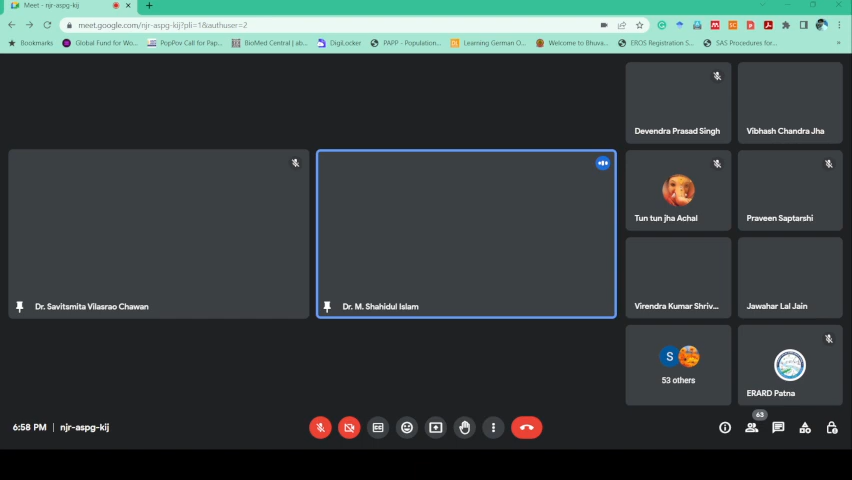 Meet - njr-aspg-kij
meet.google.com/njr-aspg-kij?pli=1&authuser=2
Bookmarks Global Fund for Wo... PopPov Call for Pap... BioMed Central | Lab... DigiLocker PAPP - Population... Learning German O... Welcome to Bhuva... EROS Registration S... SAS Procedures for... »
Devendra Prasad Singh
Vibhash Chandra Jha
Tun tun jha Achal
Praveen Saptarshi
Dr. Savitsmita Vilasrao Chawan
Dr. M. Shahidul Islam
Virendra Kumar Shriv...
Jawahar Lal Jain
S
53 others
ERARD Patna
6:58 PM | njr-aspg-kij
63